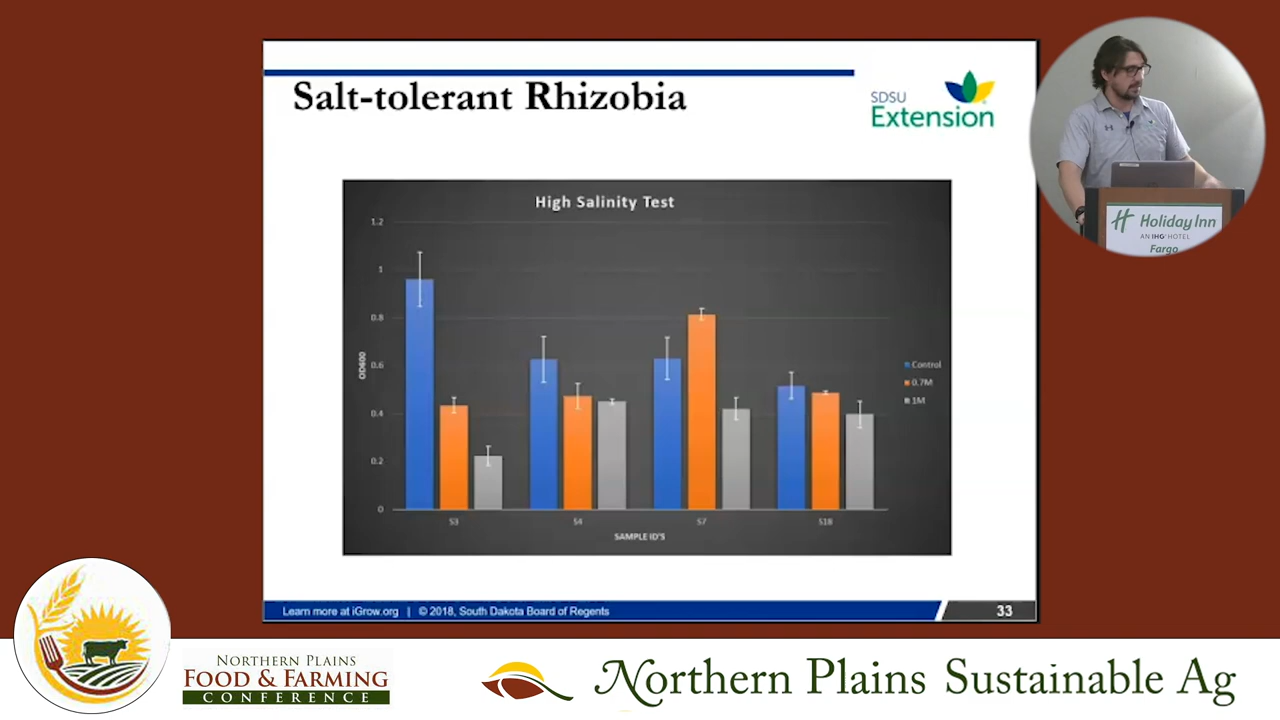 Salt-tolerant Rhizobia
SDSU
Extension
High Salinity Test
1.2
1
0.8
0.6
0.4
0.2
0
OD600
S3
S4
S7
S18
SAMPLE ID'S
Control
0.7M
1M
Learn more at iGrow.org | © 2018, South Dakota Board of Regents
33
Holiday Inn
AN IHG® HOTEL
Fargo
NORTHERN PLAINS
FOOD & FARMING
CONFERENCE
Northern Plains Sustainable Ag